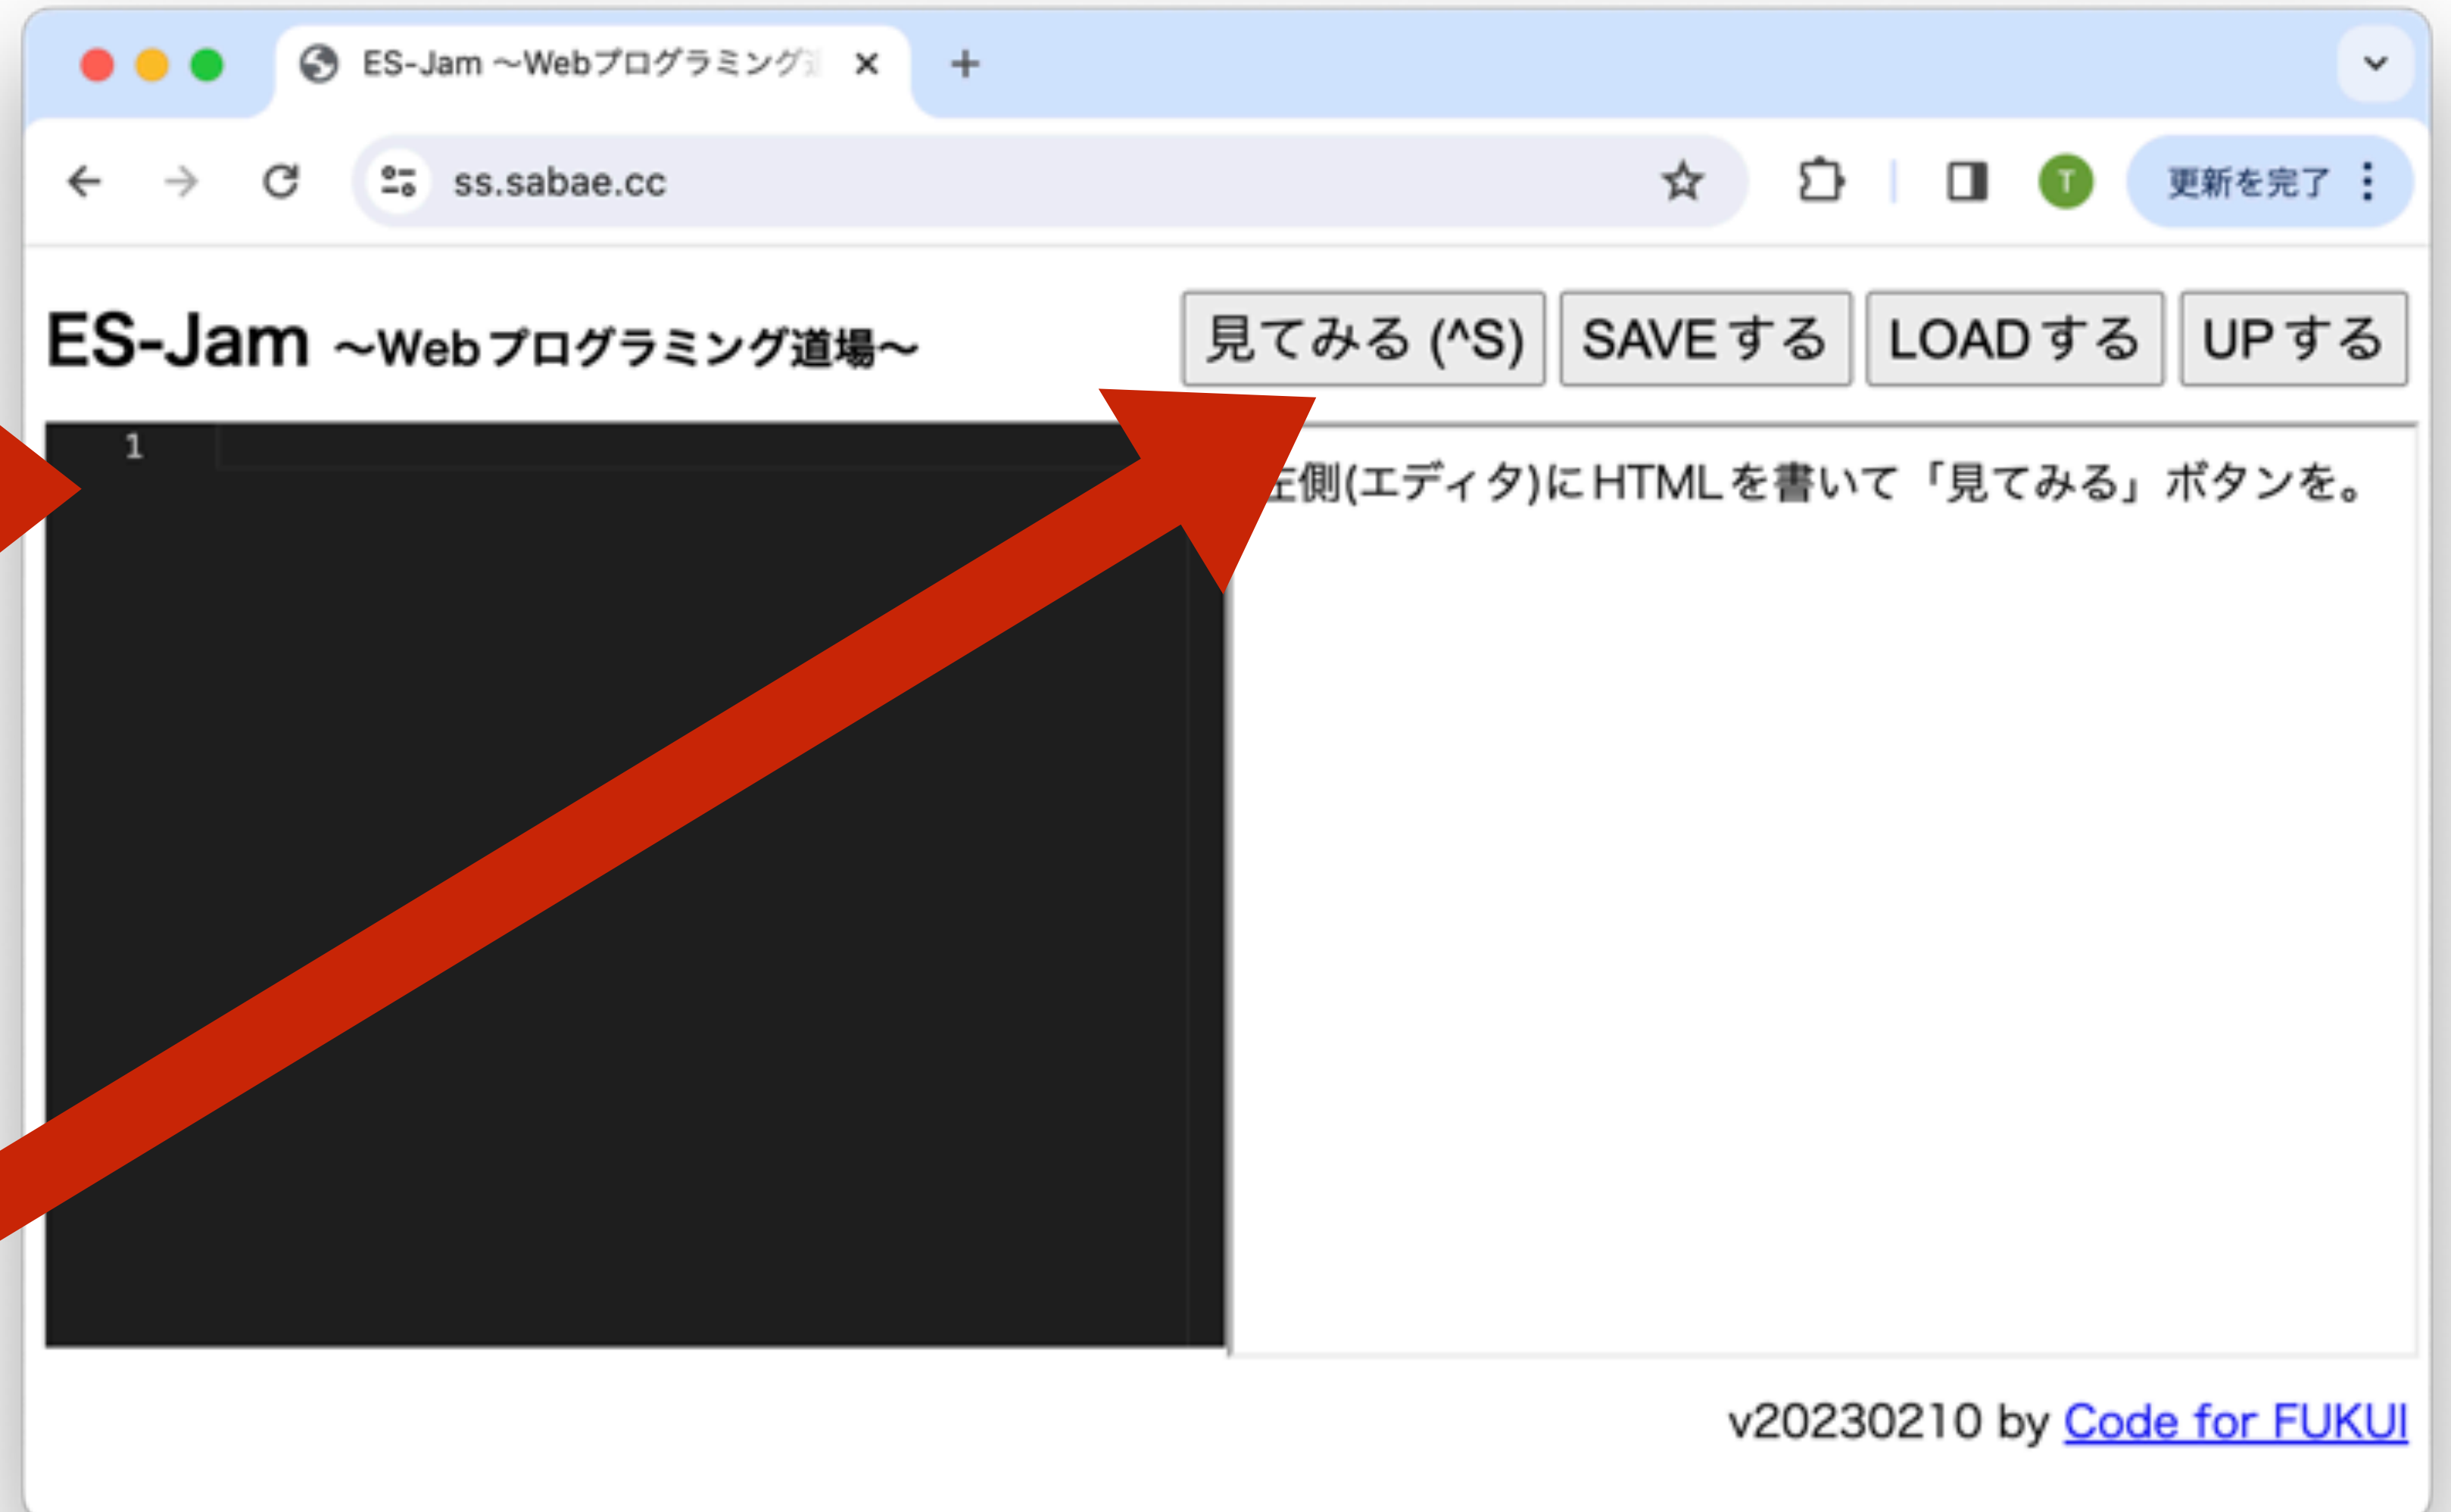 ES-Jam 〜Webプログラミング
ss.sabae.cc
T
更新を完了
ES-Jam 〜Webプログラミング道場〜
見てみる (^S)
SAVEする
LOADする
UPする
1
側(エディタ)にHTMLを書いて「見てみる」ボタンを。
v20230210 by Code for FUKUI